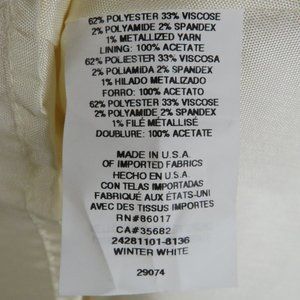 62% POLYESTER 33% VISCOSE
2% POLYAMIDE 2% SPANDEX
1% METALLIZED YARN
LINING: 100% ACETATE
62% POLIESTER 33% VISCOSA
2% POLIAMIDA 2% SPANDEX
1% HILADO METALIZADO
FORRO: 100% ACETATO
62% POLYESTER 33% VISCOSE
2% POLYAMIDE 2% SPANDEX
1% FILÉ METALLISÉ
DOUBLURE: 100% ACETATE
MADE IN U.S.A.
OF IMPORTED FABRICS
HECHO EN U.S.A.
CON TELAS IMPORTADAS
FABRIQUÉ AUX ÉTATS-UNI
AVEC DES TISSUS IMPORTES
RN#86017
CA#35682
24281101-8136
WINTER WHITE
29074